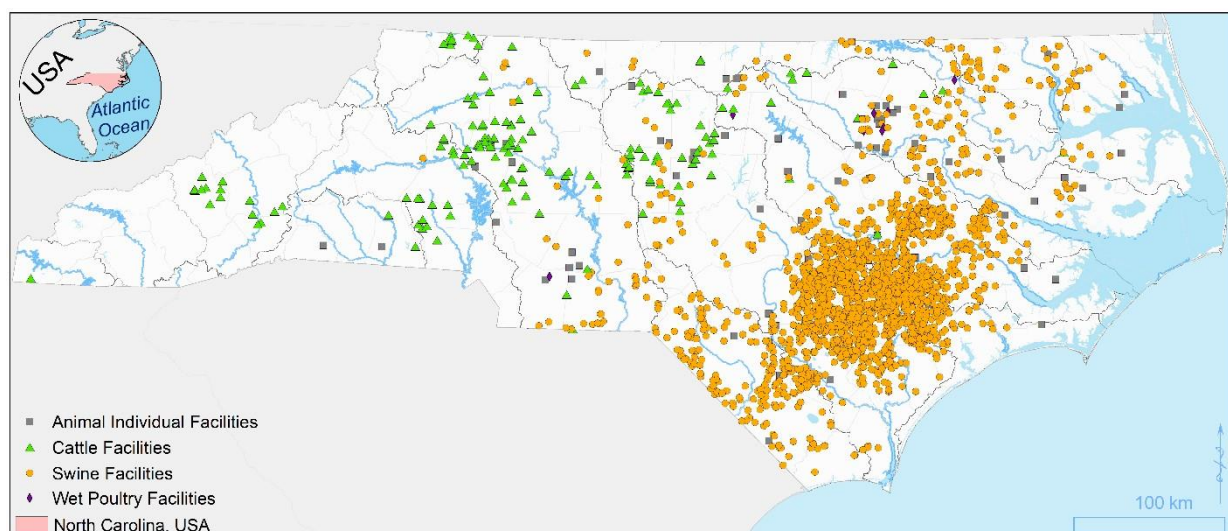 USA
Atlantic
Ocean
Animal Individual Facilities
Cattle Facilities
Swine Facilities
Wet Poultry Facilities
North Carolina, USA
100 km